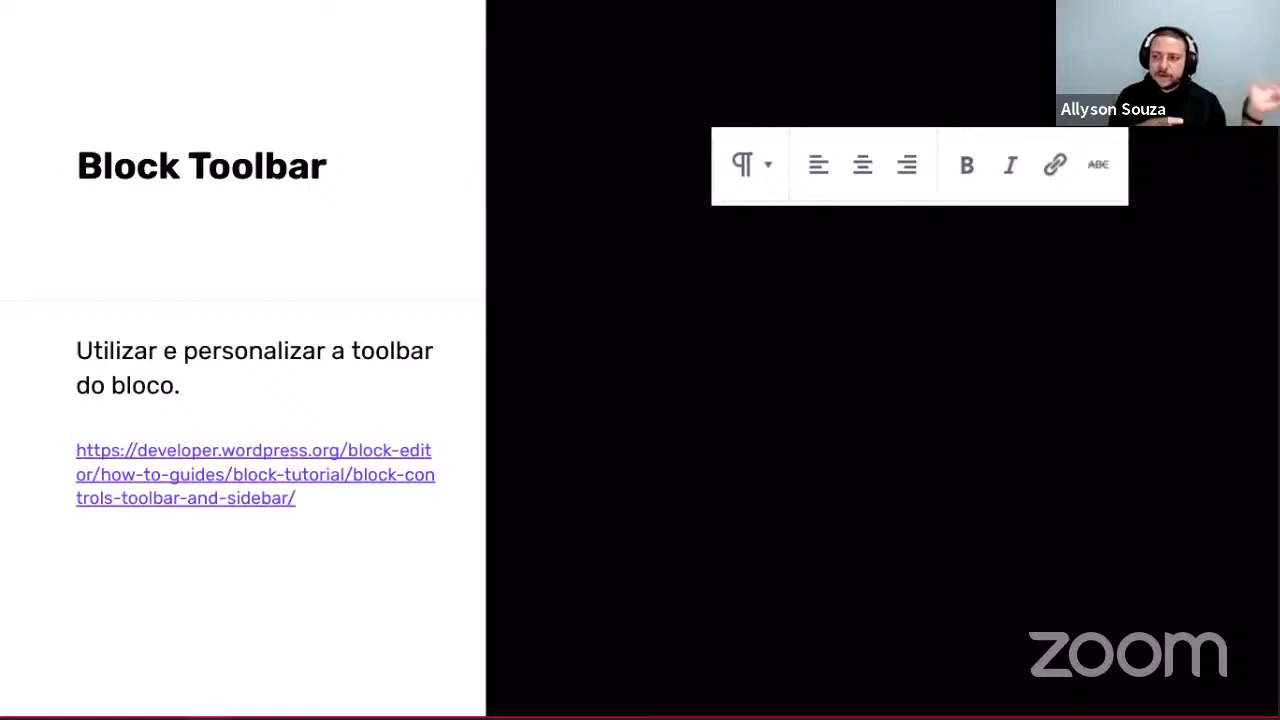 Allyson Souza
Block Toolbar
B I ABC
Utilizar e personalizar a toolbar
do bloco.
https://developer.wordpress.org/block-edit
or/how-to-guides/block-tutorial/block-con
trols-toolbar-and-sidebar/
zoom